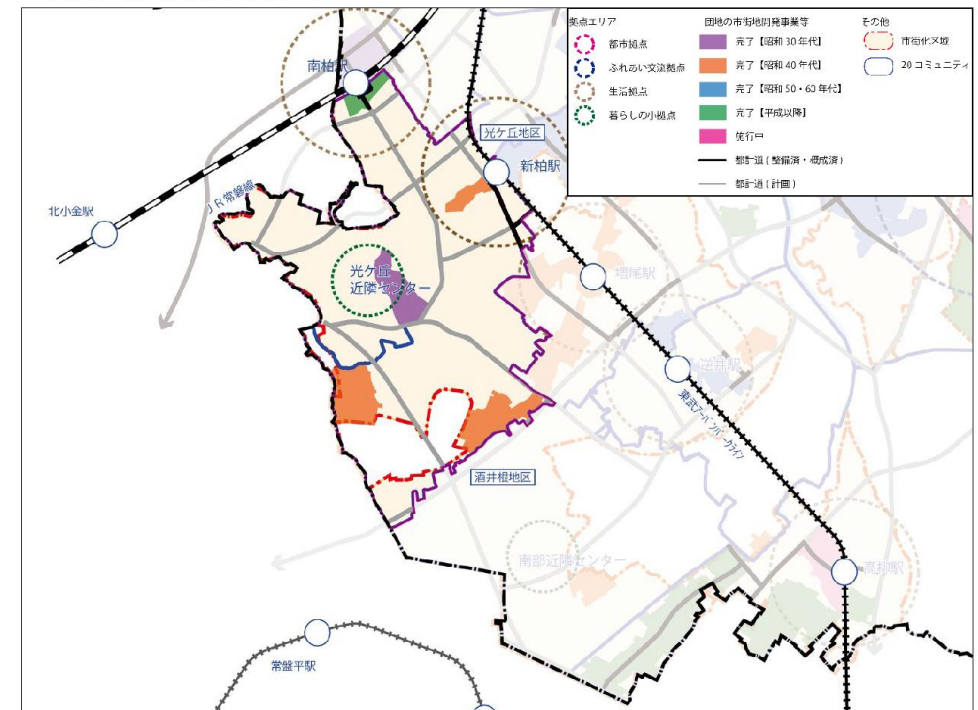 拠点エリア
都市拠点
ふれあい交流拠点
生活拠点
暮らしの小拠点
団地の市街地開発事業等
完了【昭和30年代】
完了【昭和40年代】
完了【昭和50・60年代】
完了【平成以降】
施行中
都計道(整備済・概成済)
都計道(計画)
その他
市街化区域
20コミュニティ
南柏駅
光ケ丘地区
新柏駅
JR常磐線
北小金駅
光ケ丘
近隣センター
増尾駅
逆井駅
東武アーバンパークライン
酒井根地区
南部近隣センター
高柳駅
常盤平駅